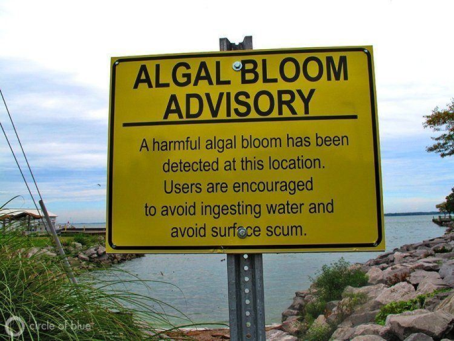 ALGAL BLOOM
ADVISORY
A harmful algal bloom has been
detected at this location.
Users are encouraged
to avoid ingesting water and
avoid surface scum.
circle of blue